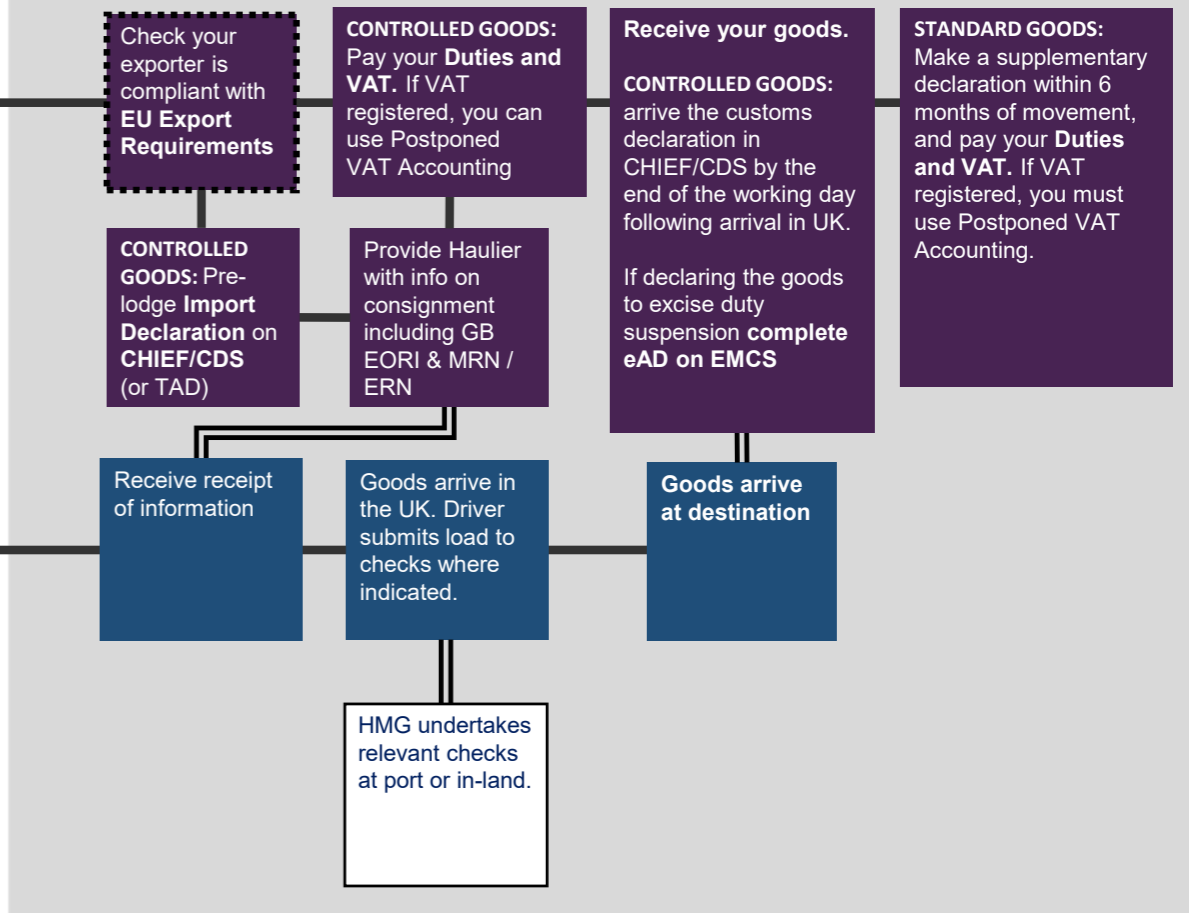 Check your
exporter is
compliant with
EU Export
Requirements
CONTROLLED GOODS:
Pay your Duties and
VAT. If VAT
registered, you can
use Postponed
VAT Accounting
Receive your goods.
CONTROLLED GOODS:
arrive the customs
declaration in
CHIEF/CDS by the
end of the working day
following arrival in UK.
If declaring the goods
to excise duty
suspension complete
eAD on EMCS
STANDARD GOODS:
Make a supplementary
declaration within 6
months of movement,
and pay your Duties
and VAT. If VAT
registered, you must
use Postponed VAT
Accounting.
CONTROLLED
GOODS: Pre-
lodge Import
Declaration on
CHIEF/CDS
(or TAD)
Provide Haulier
with info on
consignment
including GB
EORI & MRN /
ERN
Receive receipt
of information
Goods arrive in
the UK. Driver
submits load to
checks where
indicated.
Goods arrive
at destination
HMG undertakes
relevant checks
at port or in-land.